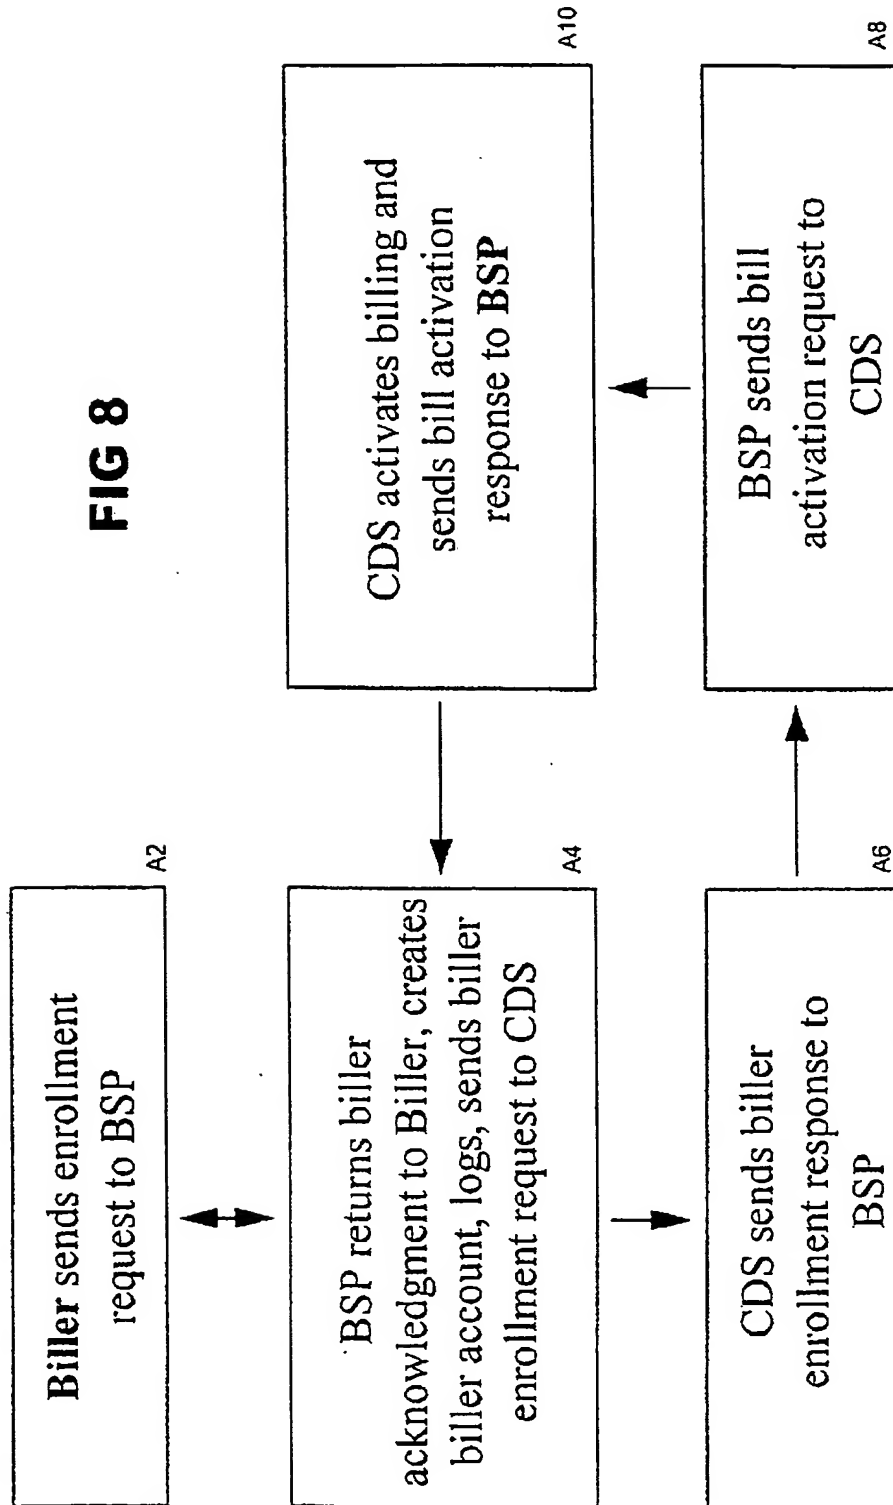 FIG 8
Biller sends enrollment
request to BSP
A2
BSP returns biller
acknowledgment to Biller, creates
biller account, logs, sends biller
enrollment request to CDS
A4
CDS sends biller
enrollment response to
BSP
A6
BSP sends bill
activation request to
CDS
A8
CDS activates billing and
sends bill activation
response to BSP
A10